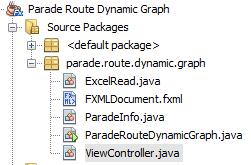 Parade Route Dynamic Graph
Source Packages
<default package>
parade.route.dynamic.graph
ExcelRead.java
FXMLDocument.fxml
ParadeInfo.java
ParadeRouteDynamicGraph.java
ViewController.java